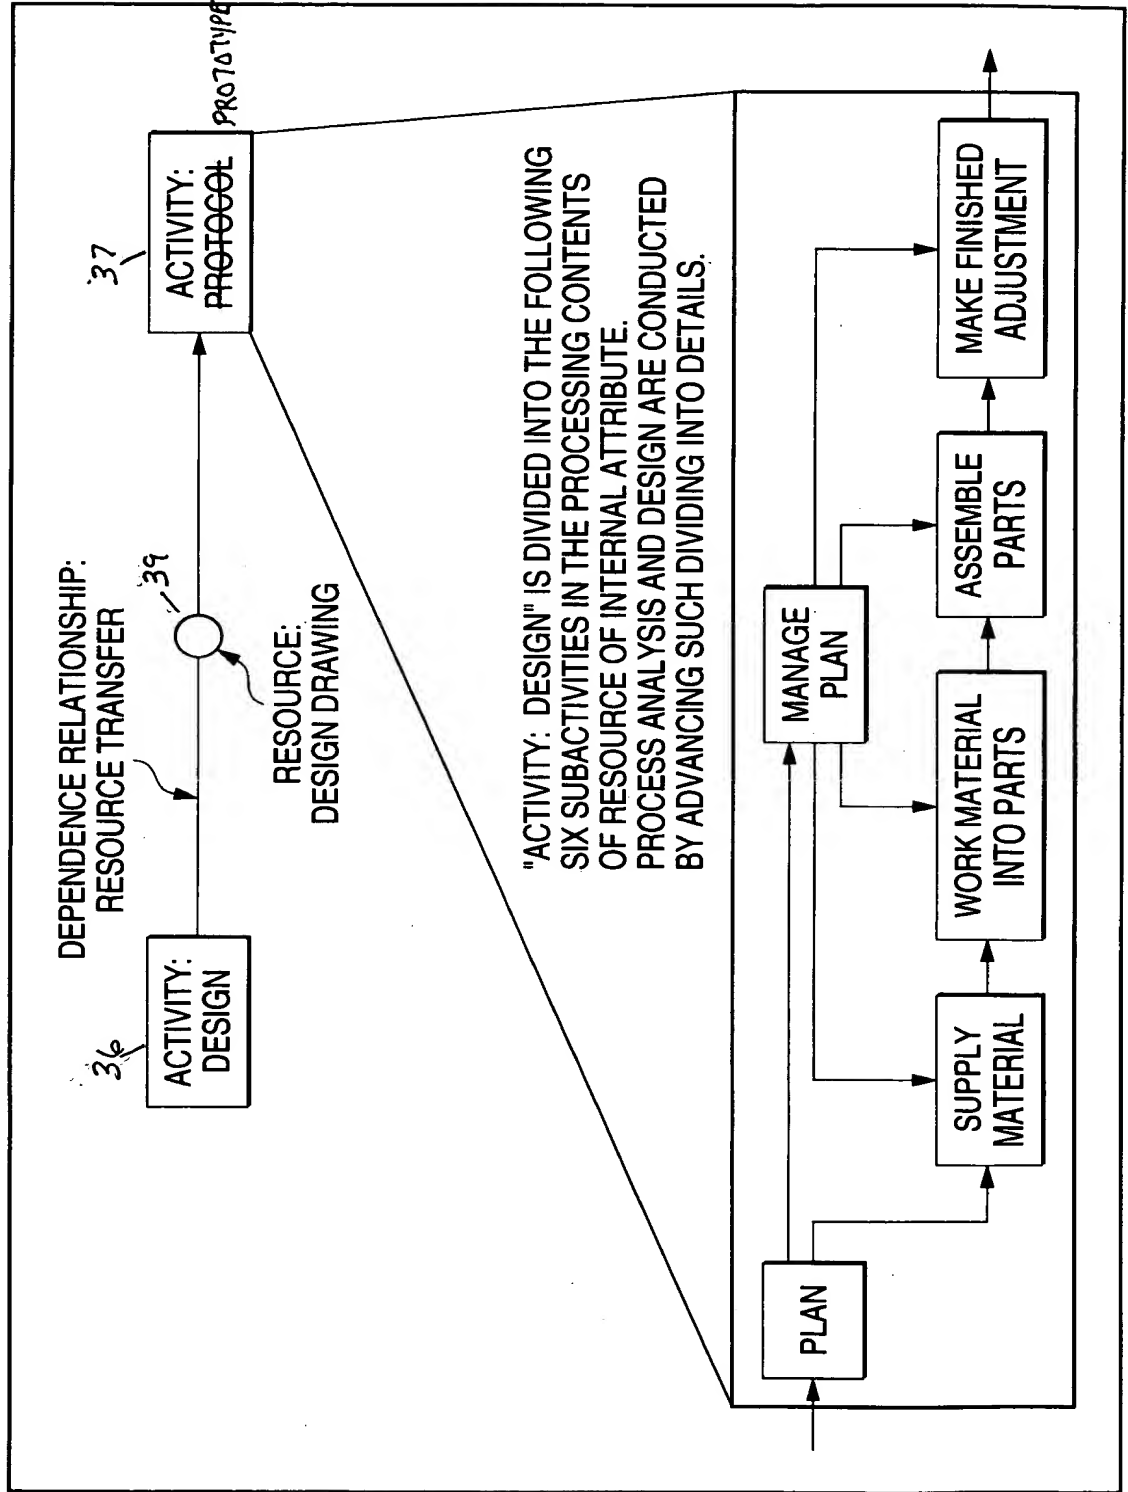 DEPENDENCE RELATIONSHIP:
RESOURCE TRANSFER
36
ACTIVITY:
DESIGN
39
RESOURCE:
DESIGN DRAWING
37
ACTIVITY:
PROTOCOL
PROTOTYPE
"ACTIVITY: DESIGN" IS DIVIDED INTO THE FOLLOWING
SIX SUBACTIVITIES IN THE PROCESSING CONTENTS
OF RESOURCE OF INTERNAL ATTRIBUTE.
PROCESS ANALYSIS AND DESIGN ARE CONDUCTED
BY ADVANCING SUCH DIVIDING INTO DETAILS.
PLAN
MANAGE
PLAN
SUPPLY
MATERIAL
WORK MATERIAL
INTO PARTS
ASSEMBLE
PARTS
MAKE FINISHED
ADJUSTMENT